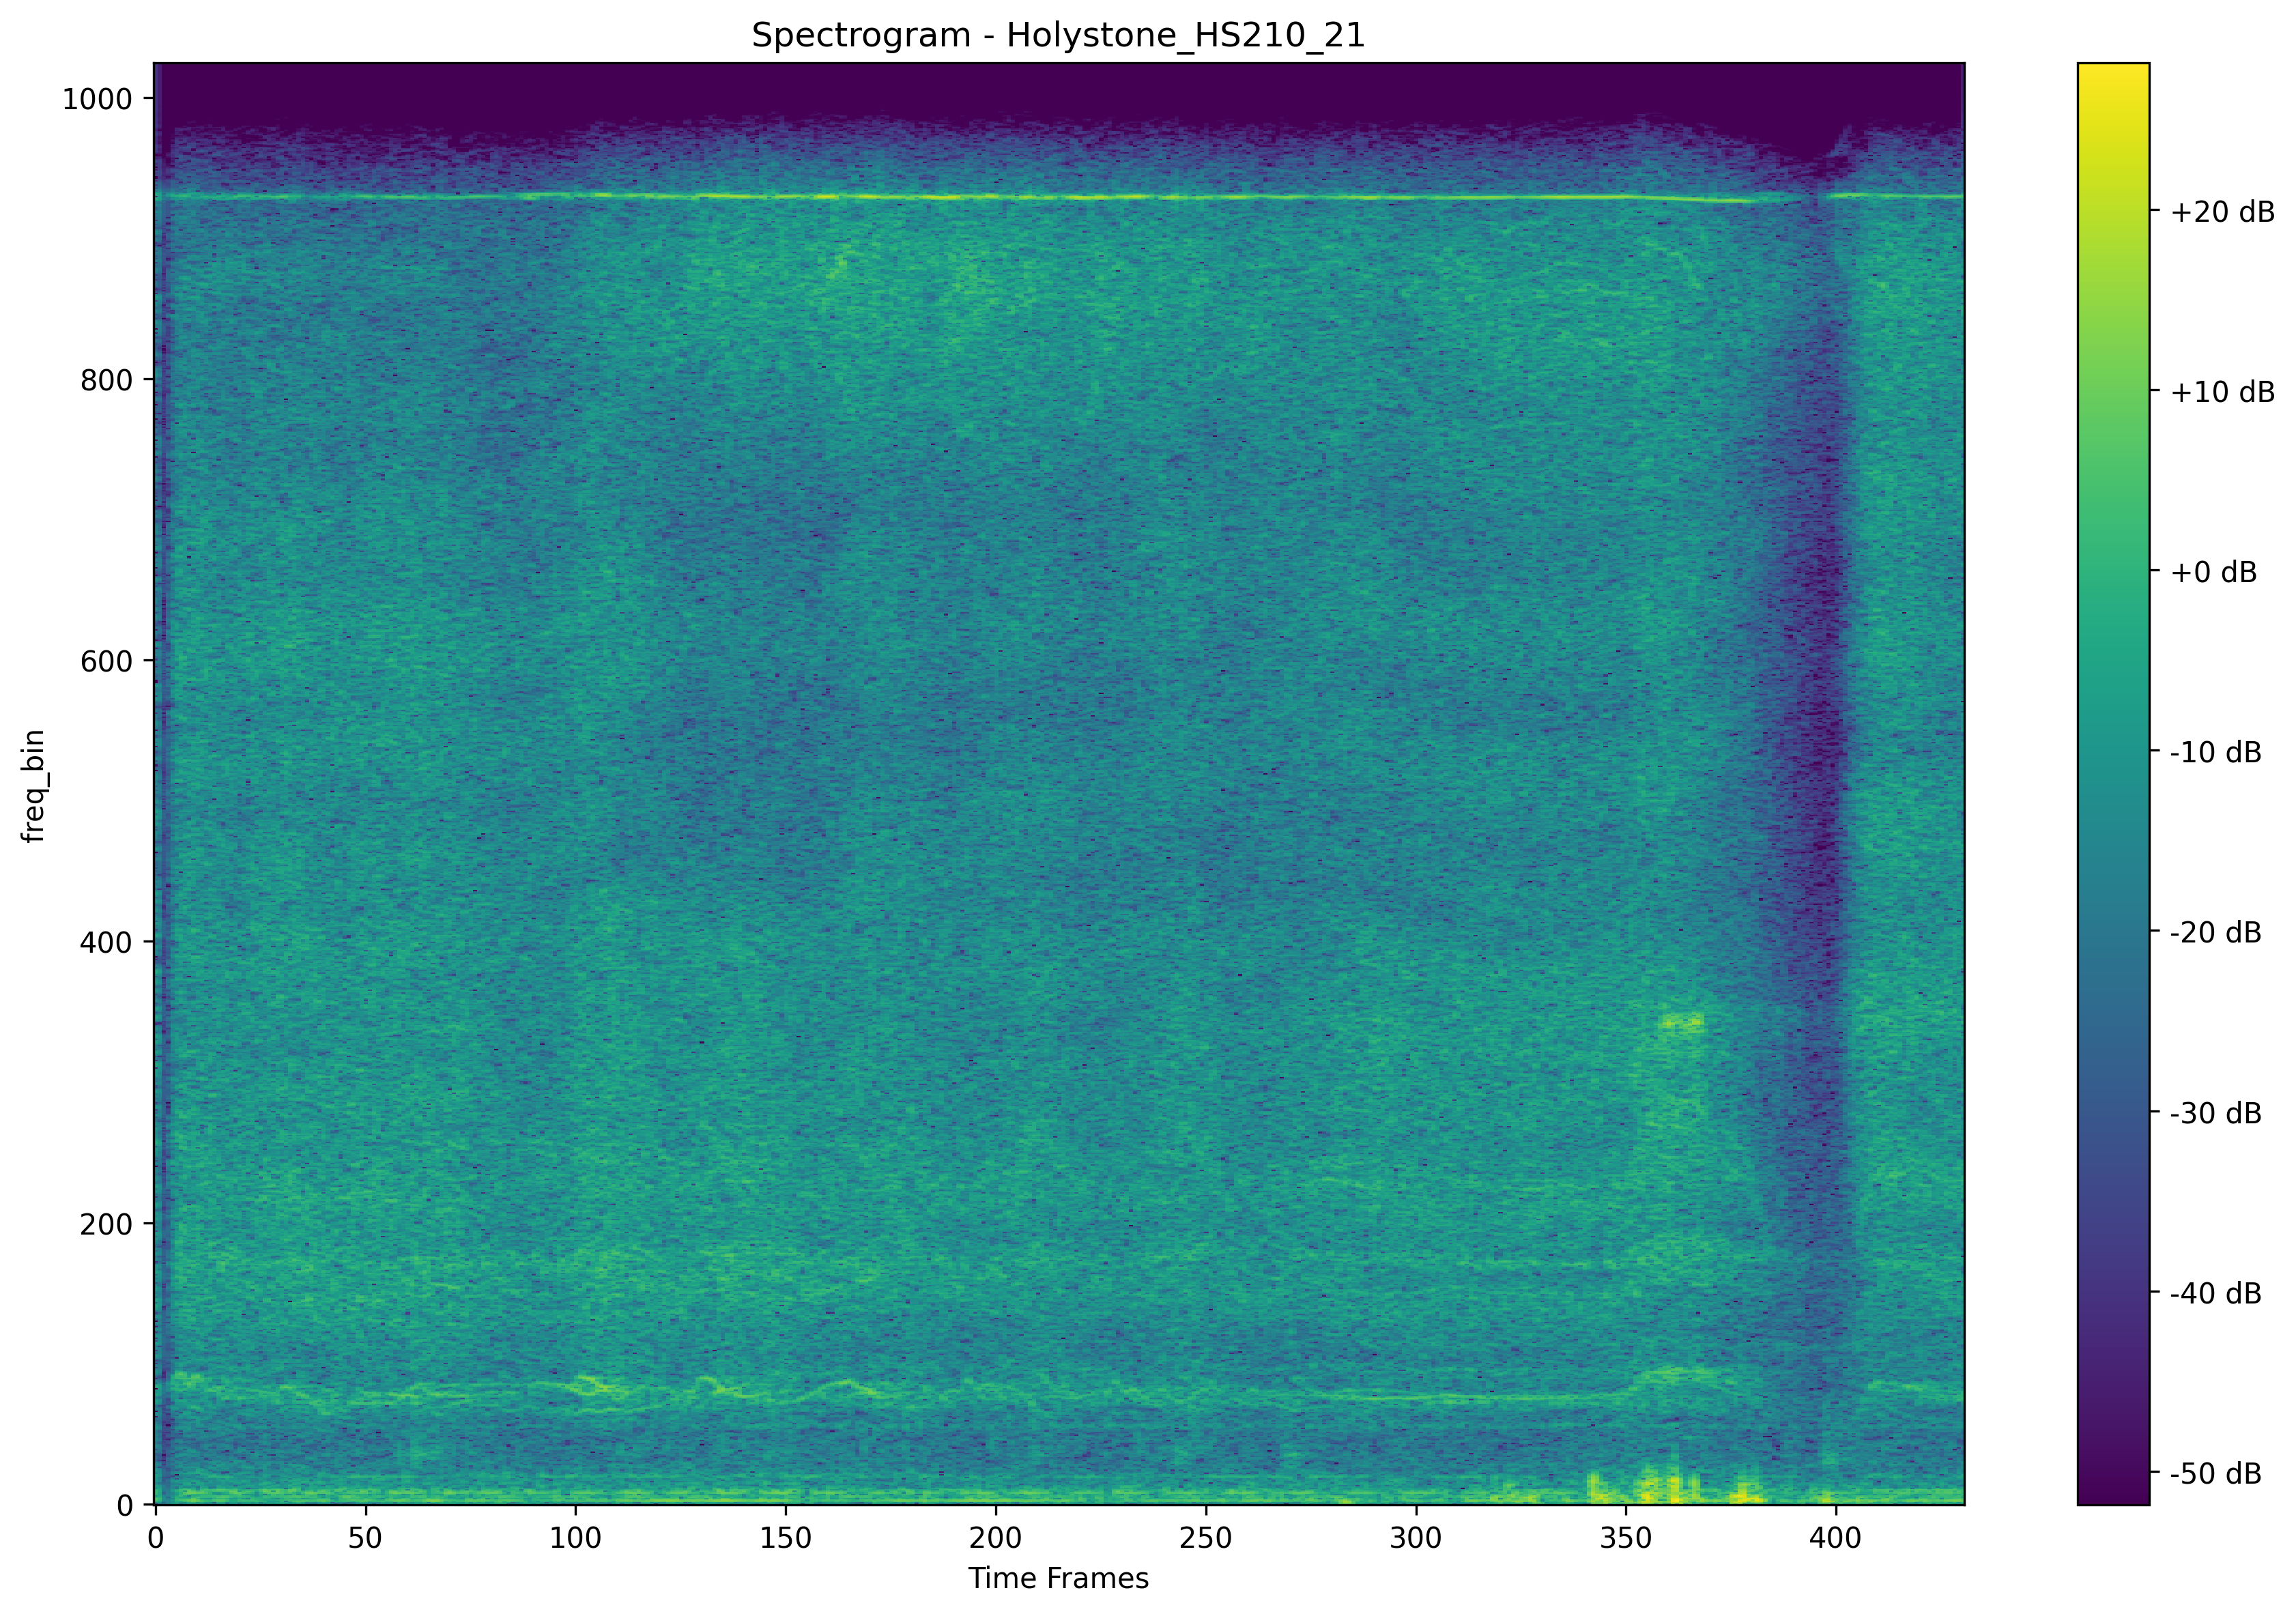 Spectrogram - Holystone_HS210_21
freq_bin
1000
800
600
400
200
0
0 50 100 150 200 250 300 350 400
Time Frames
+20 dB
+10 dB
+0 dB
-10 dB
-20 dB
-30 dB
-40 dB
-50 dB